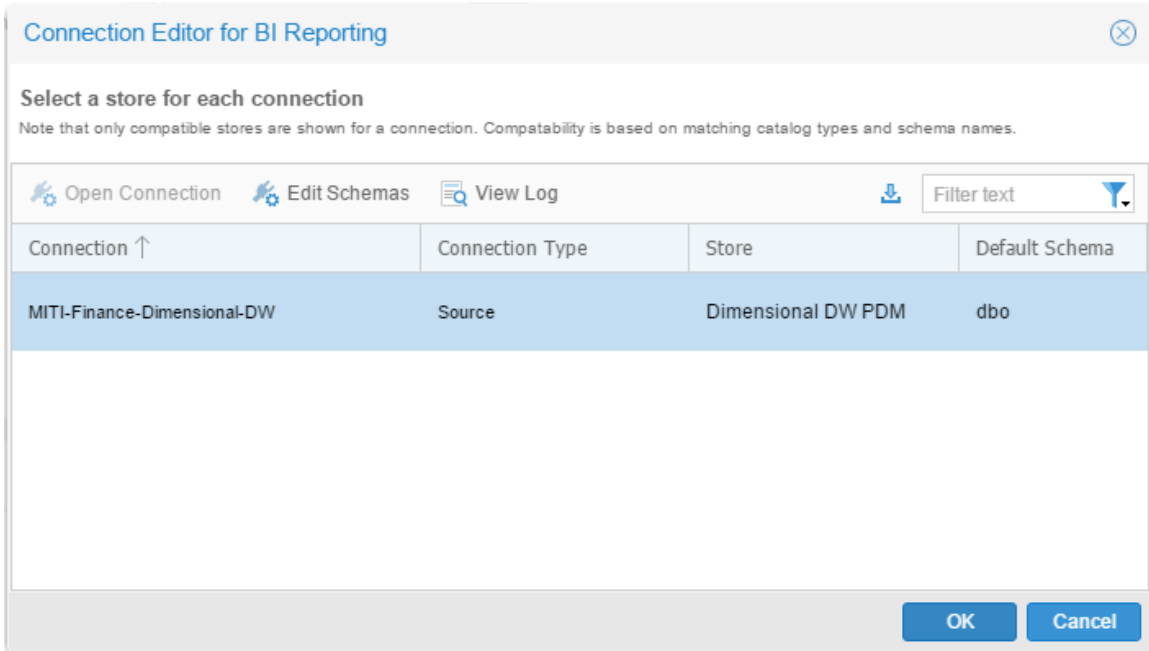 Connection Editor for BI Reporting
Select a store for each connection
Note that only compatible stores are shown for a connection. Compatability is based on matching catalog types and schema names.
Open Connection Edit Schemas View Log Filter text
Connection ↑ Connection Type Store Default Schema
MITI-Finance-Dimensional-DW Source Dimensional DW PDM dbo
OK Cancel